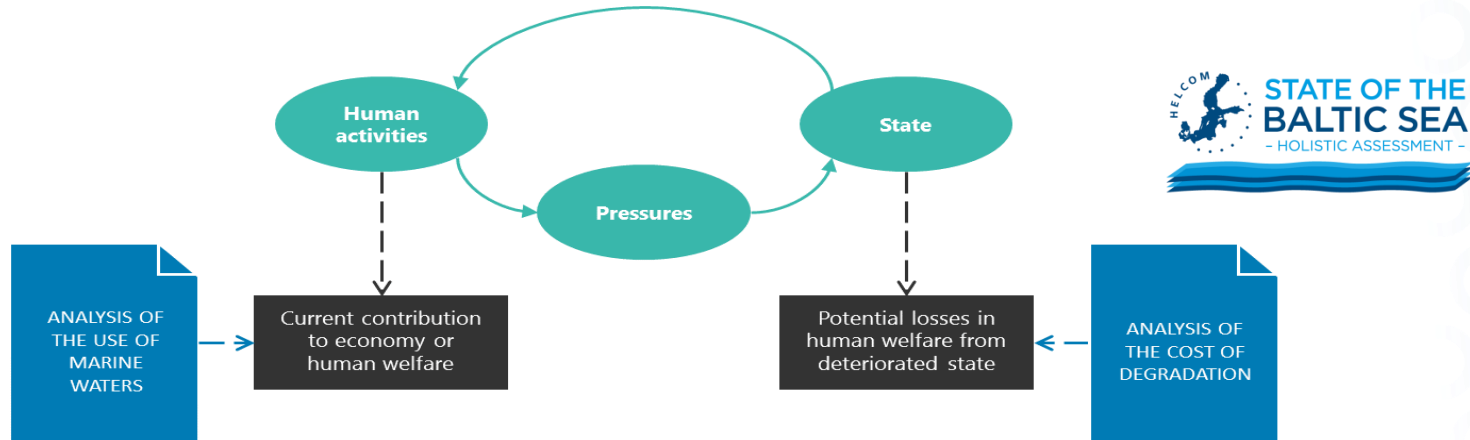 Human
activities
State
Pressures
HELCOM
STATE OF THE
BALTIC SEA
- HOLISTIC ASSESSMENT -
ANALYSIS OF
THE USE OF
MARINE
WATERS
Current contribution
to economy or
human welfare
Potential losses in
human welfare from
deteriorated state
ANALYSIS OF
THE COST OF
DEGRADATION